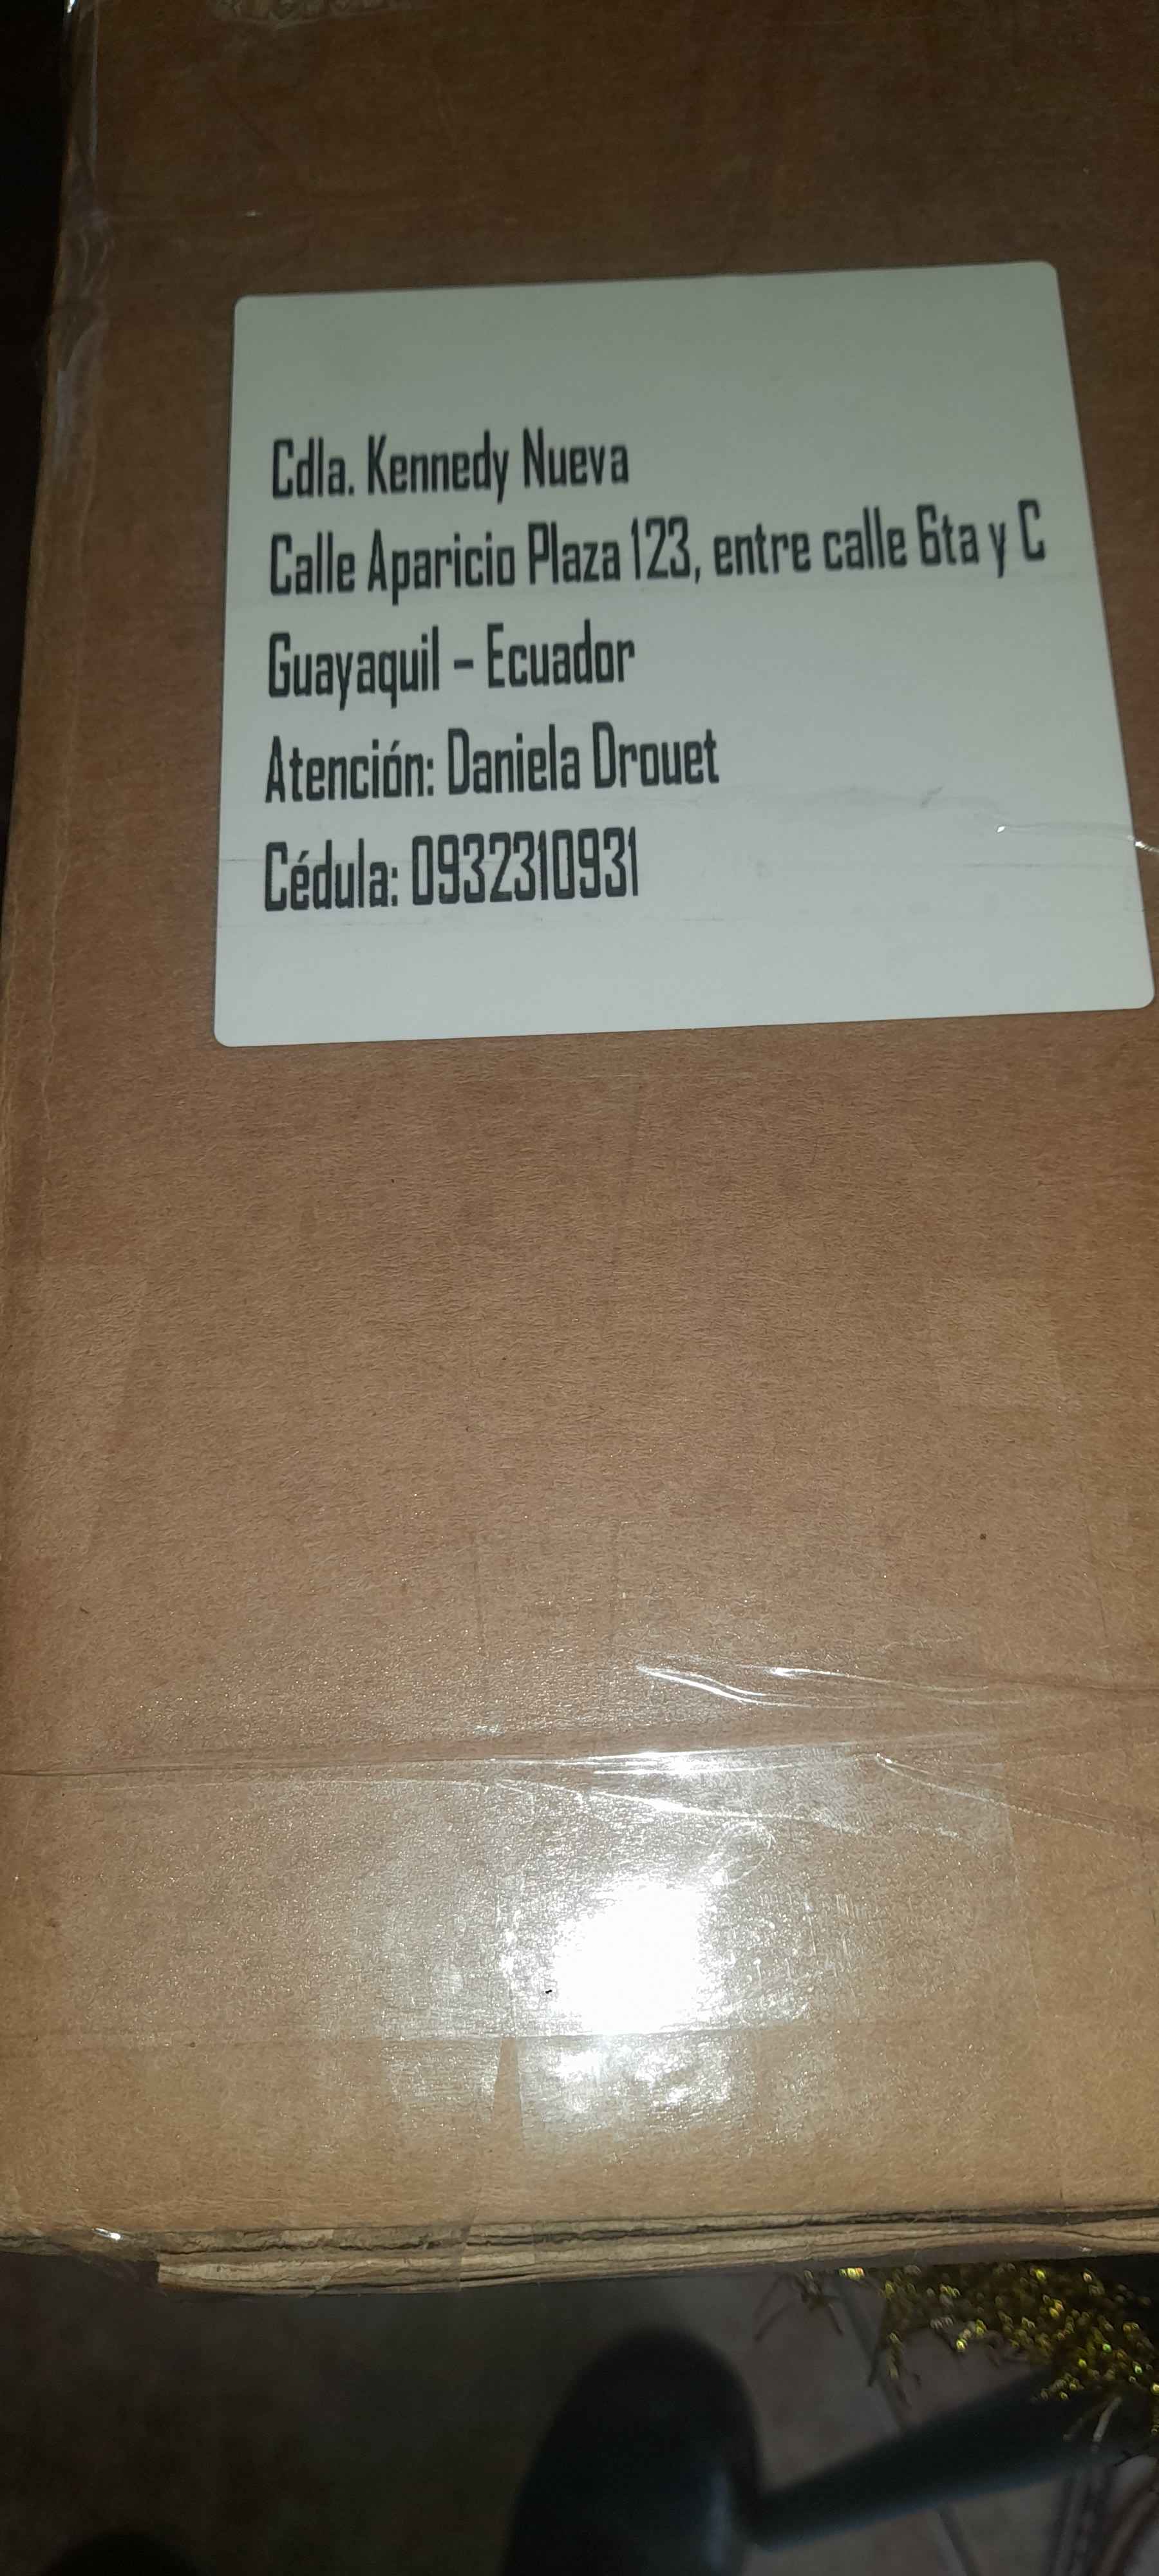 Cdla. Kennedy Nueva
Calle Aparicio Plaza 123, entre calle 6ta y C
Guayaquil - Ecuador
Atención: Daniela Drouet
Cédula: 0932310931